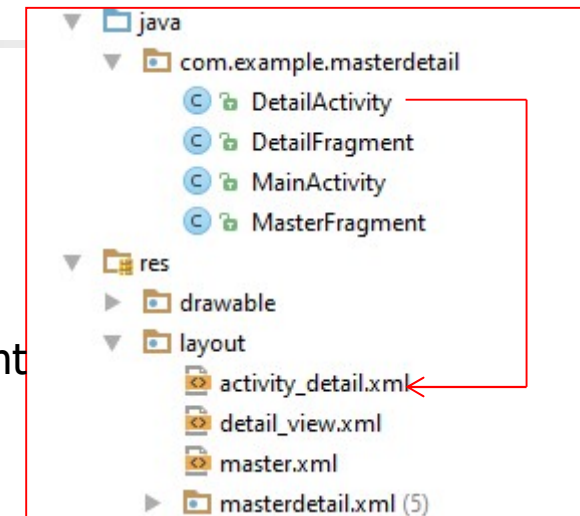 java
com.example.masterdetail
DetailActivity
DetailFragment
MainActivity
MasterFragment
res
drawable
layout
nt
activity_detail.xml
detail_view.xml
master.xml
masterdetail.xml (5)